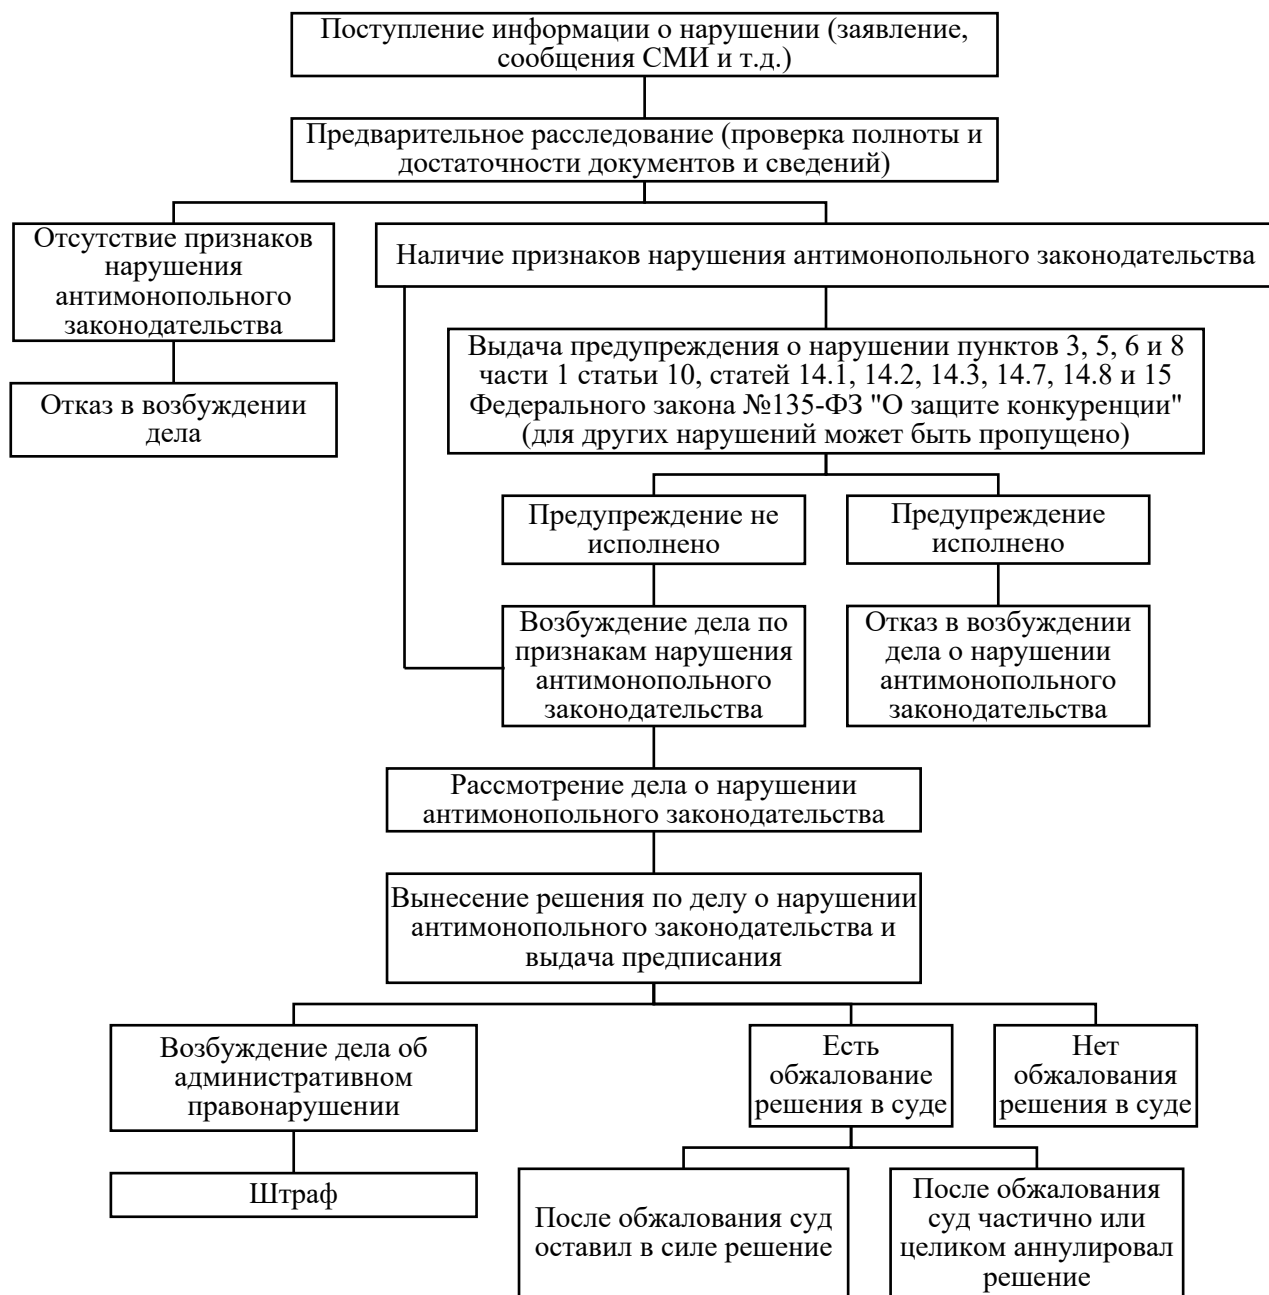 Поступление информации о нарушении (заявление,
сообщения СМИ и т.д.)
Предварительное расследование (проверка полноты и
достаточности документов и сведений)
Отсутствие признаков
нарушения
антимонопольного
законодательства
Наличие признаков нарушения антимонопольного законодательства
Отказ в возбуждении
дела
Выдача предупреждения о нарушении пунктов 3, 5, 6 и 8
части 1 статьи 10, статей 14.1, 14.2, 14.3, 14.7, 14.8 и 15
Федерального закона №135-ФЗ "О защите конкуренции"
(для других нарушений может быть пропущено)
Предупреждение не
исполнено
Предупреждение
исполнено
Возбуждение дела по
признакам нарушения
антимонопольного
законодательства
Отказ в возбуждении
дела о нарушении
антимонопольного
законодательства
Рассмотрение дела о нарушении
антимонопольного законодательства
Вынесение решения по делу о нарушении
антимонопольного законодательства и
выдача предписания
Возбуждение дела об
административном
правонарушении
Есть
обжалование
решения в суде
Нет
обжалования
решения в суде
Штраф
После обжалования суд
оставил в силе решение
После обжалования
суд частично или
целиком аннулировал
решение